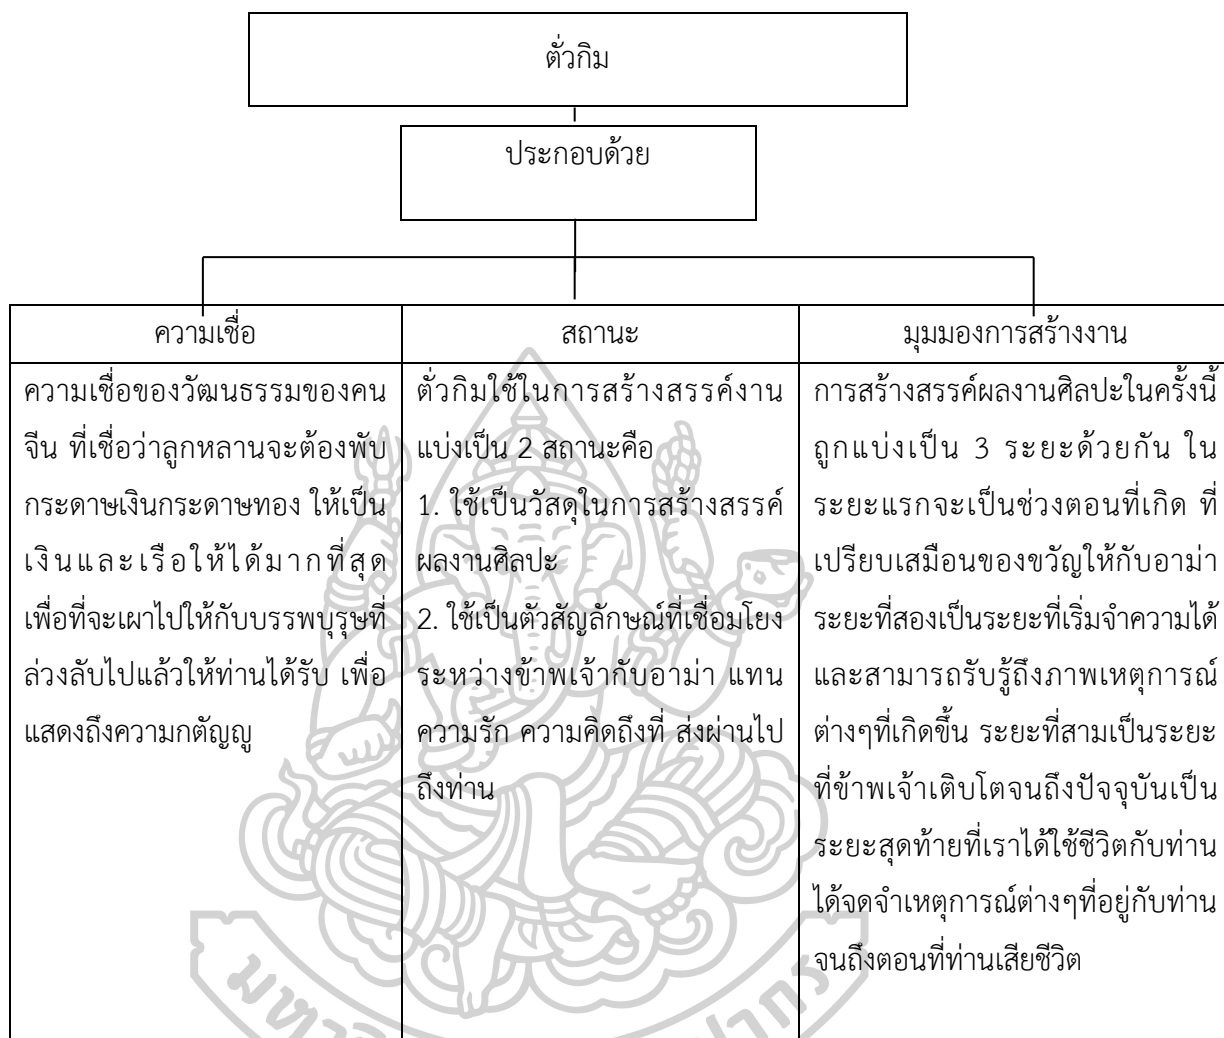 ตั่วกิม
ประกอบด้วย
ความเชื่อ
ความเชื่อของวัฒนธรรมของคน
จีน ที่เชื่อว่าลูกหลานจะต้องพับ
กระดาษเงินกระดาษทอง ให้เป็น
เงินและเรือให้ได้มากที่สุด
เพื่อที่จะเผาไปให้กับบรรพบุรุษที่
ล่วงลับไปแล้วให้ท่านได้รับ เพื่อ
แสดงถึงความกตัญญู
สถานะ
ตั่วกิมใช้ในการสร้างสรรค์งาน
แบ่งเป็น 2 สถานะคือ
1. ใช้เป็นวัสดุในการสร้างสรรค์
ผลงานศิลปะ
2. ใช้เป็นตัวสัญลักษณ์ที่เชื่อมโยง
ระหว่างข้าพเจ้ากับอาม่า แทน
ความรัก ความคิดถึงที่ ส่งผ่านไป
ถึงท่าน
มุมมองการสร้างงาน
การสร้างสรรค์ผลงานศิลปะในครั้งนี้
ถูกแบ่งเป็น 3 ระยะด้วยกัน ใน
ระยะแรกจะเป็นช่วงตอนที่เกิด ที่
เปรียบเสมือนของขวัญให้กับอาม่า
ระยะที่สองเป็นระยะที่เริ่มจำความได้
และสามารถรับรู้ถึงภาพเหตุการณ์
ต่างๆที่เกิดขึ้น ระยะที่สามเป็นระยะ
ที่ข้าพเจ้าเติบโตจนถึงปัจจุบันเป็น
ระยะสุดท้ายที่เราได้ใช้ชีวิตกับท่าน
ได้จดจำเหตุการณ์ต่างๆที่อยู่กับท่าน
จนถึงตอนที่ท่านเสียชีวิต